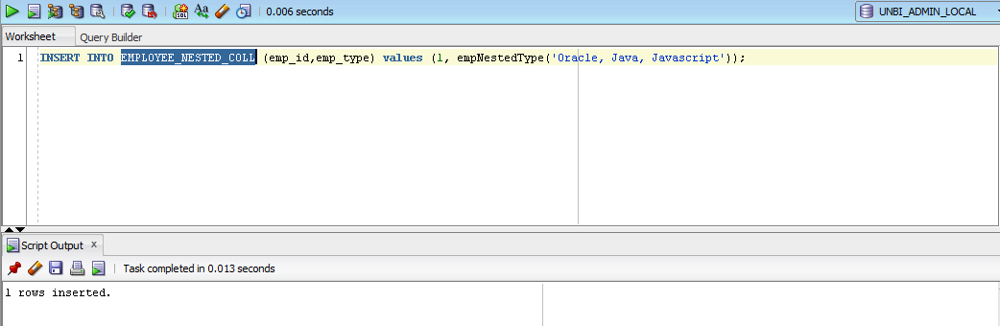 0.006 seconds
UNBI_ADMIN_LOCAL
Worksheet
Query Builder
1 INSERT INTO EMPLOYEE_NESTED_COLL (emp_id,emp_type) values (1, empNestedType('Oracle, Java, Javascript'));
Script Output x
Task completed in 0.013 seconds
1 rows inserted.